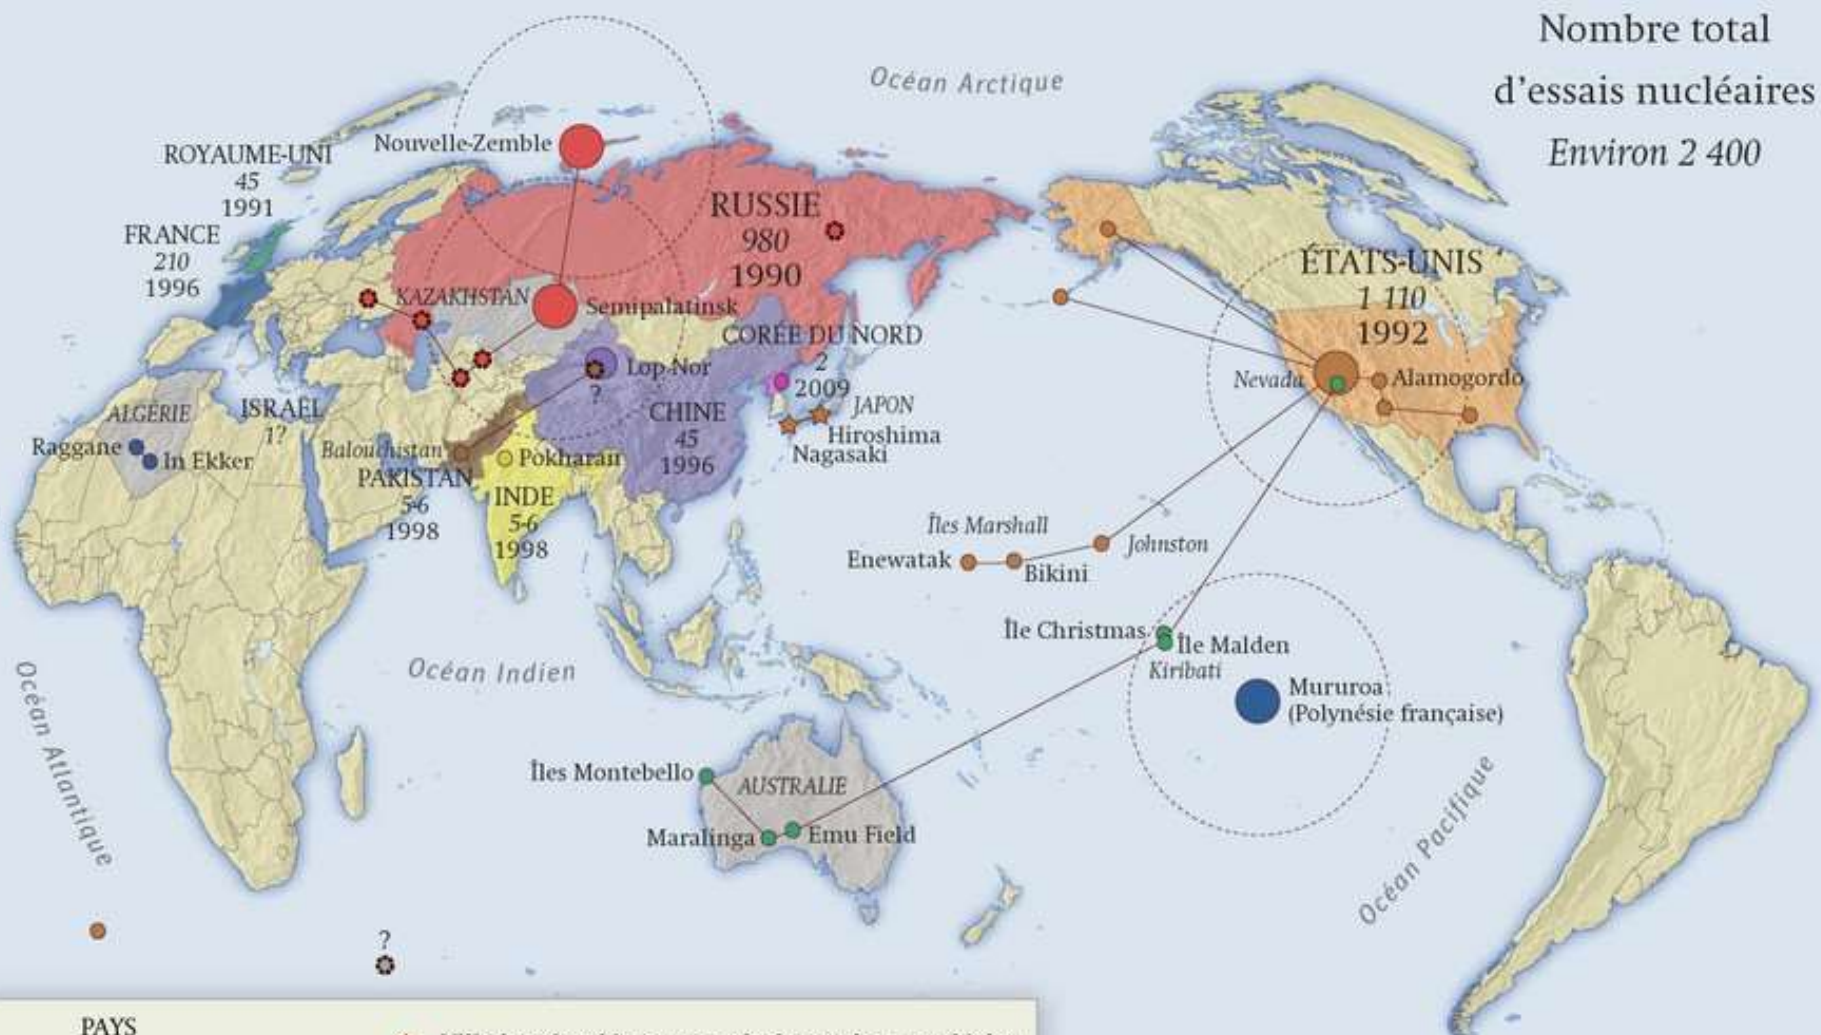 Nombre total
d'essais nucléaires
Environ 2 400
Océan Arctique
Nouvelle-Zemble
ROYAUME-UNI
45
1991
FRANCE
210
1996
RUSSIE
980
1990
ÉTATS-UNIS
1 110
1992
KAZAKHSTAN
Semipalatinsk
CORÉE DU NORD
2
2009
Lop Nor
?
CHINE
45
1996
JAPON
Hiroshima
Nagasaki
Nevada
Alamogordo
ALGÉRIE
Raggane
In Ekker
ISRAËL
1?
Balouchistan
PAKISTAN
5-6
1998
Pokharan
INDE
5-6
1998
Îles Marshall
Enewatak
Bikini
Johnston
Île Christmas
Île Malden
Kiribati
Mururoa
(Polynésie française)
Océan Indien
Océan Atlantique
Océan Pacifique
Îles Montebello
AUSTRALIE
Maralinga
Emu Field
?
PAYS